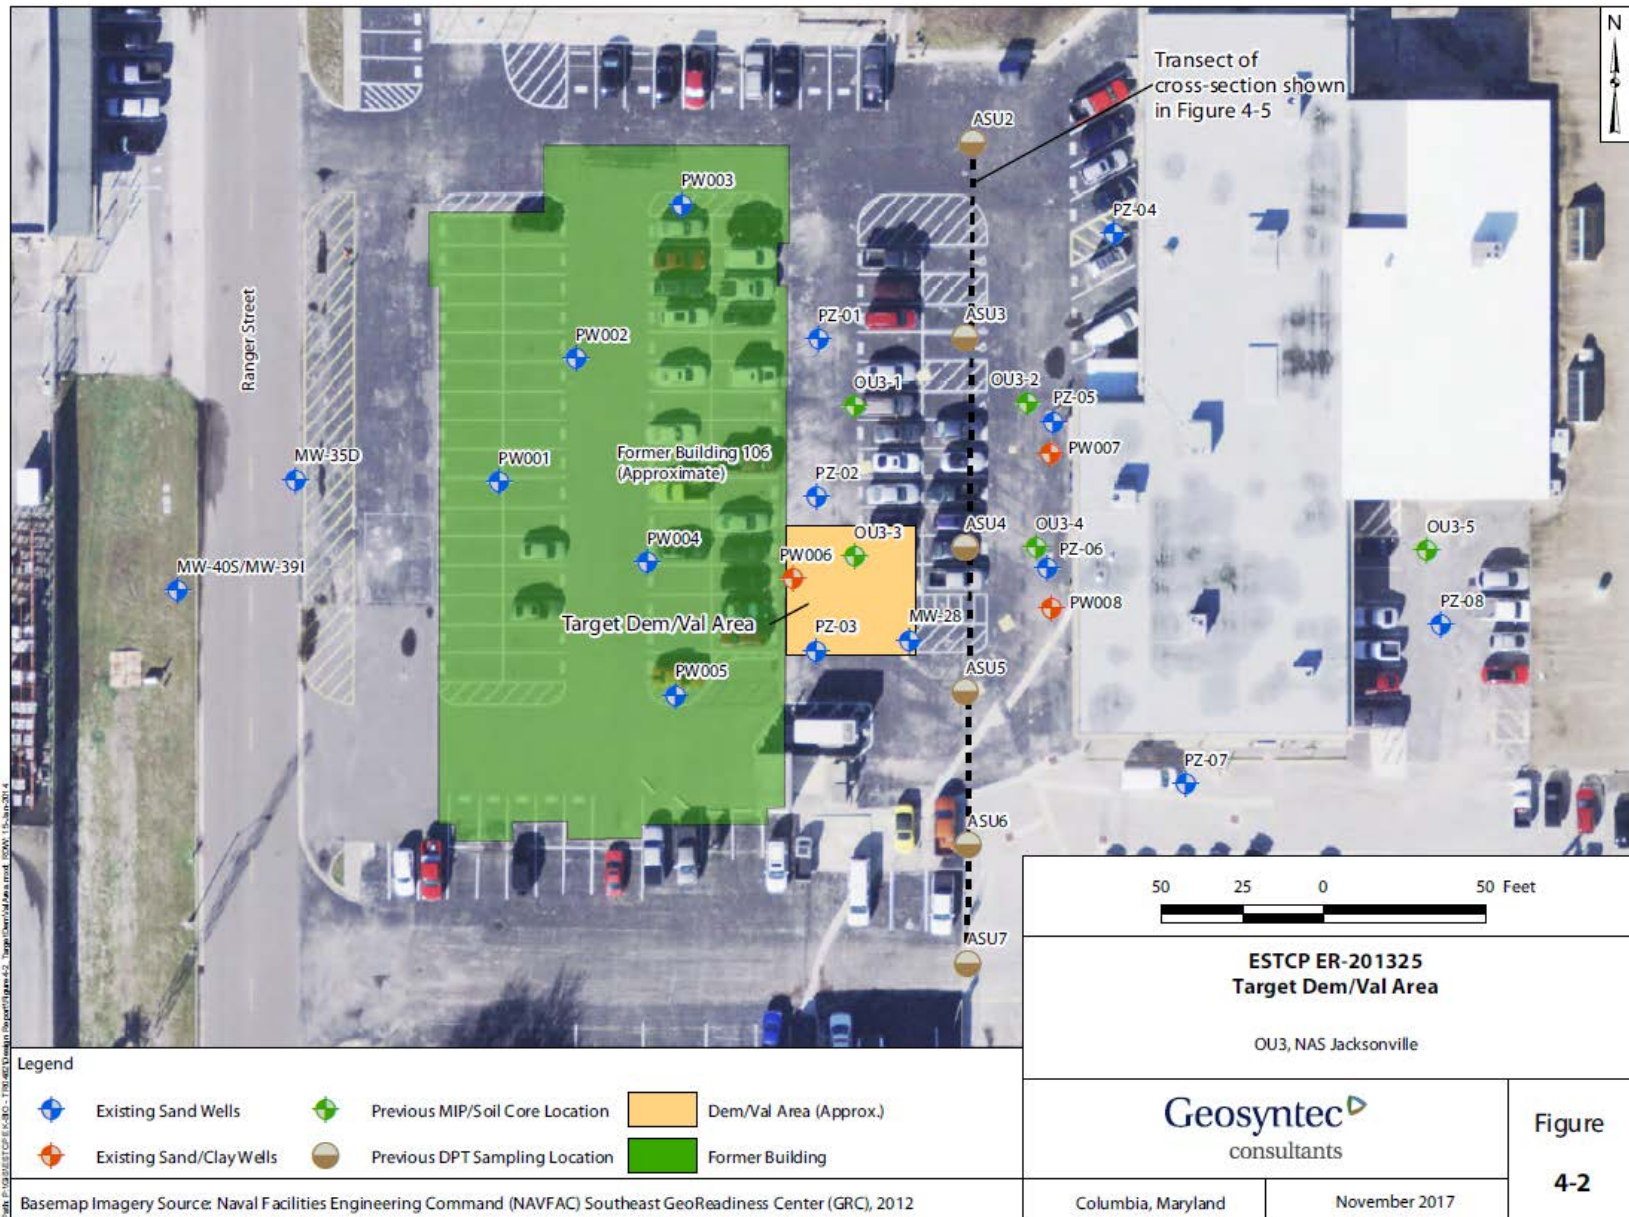 N
Transect of
cross-section shown
in Figure 4-5
ASU2
PW003
PZ-04
Ranger Street
PZ-01
ASU3
PW002
OU3-1
OU3-2
PZ-05
PW007
MW-35D
PW001
Former Building 106
(Approximate)
PZ-02
ASU4
OU3-3
OU3-4
OU3-5
PW004
PW006
PZ-06
MW-40S/MW-39I
PW008
PZ-08
Target Dem/Val Area
MW-28
PZ-03
ASU5
PW005
PZ-07
ASU6
ASU7
50 25 0 50 Feet
ESTCP ER-201325
Target Dem/Val Area
OU3, NAS Jacksonville
Legend
Existing Sand Wells
Previous MIP/Soil Core Location
Dem/Val Area (Approx.)
Existing Sand/Clay Wells
Previous DPT Sampling Location
Former Building
Geosyntec
consultants
Figure
4-2
Basemap Imagery Source: Naval Facilities Engineering Command (NAVFAC) Southeast GeoReadiness Center (GRC), 2012
Columbia, Maryland
November 2017